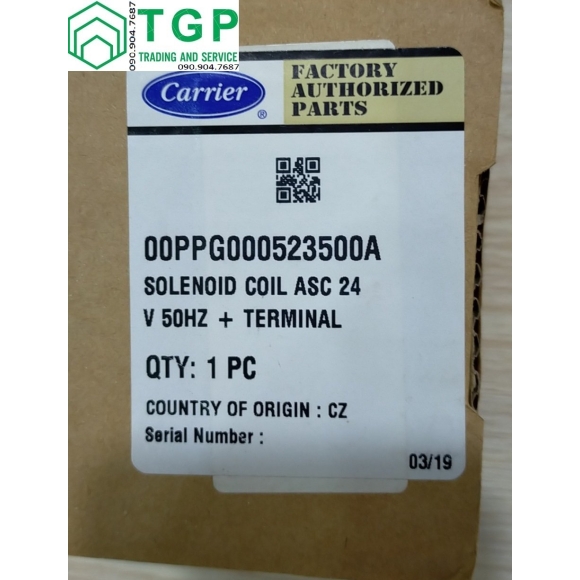 TGP
TRADING AND SERVICE
090.904.7687
090.904.7687
Carrier
®
FACTORY
AUTHORIZED
PARTS
00PPG000523500A
SOLENOID COIL ASC 24
V 50HZ + TERMINAL
QTY: 1 PC
COUNTRY OF ORIGIN : CZ
Serial Number :
03/19